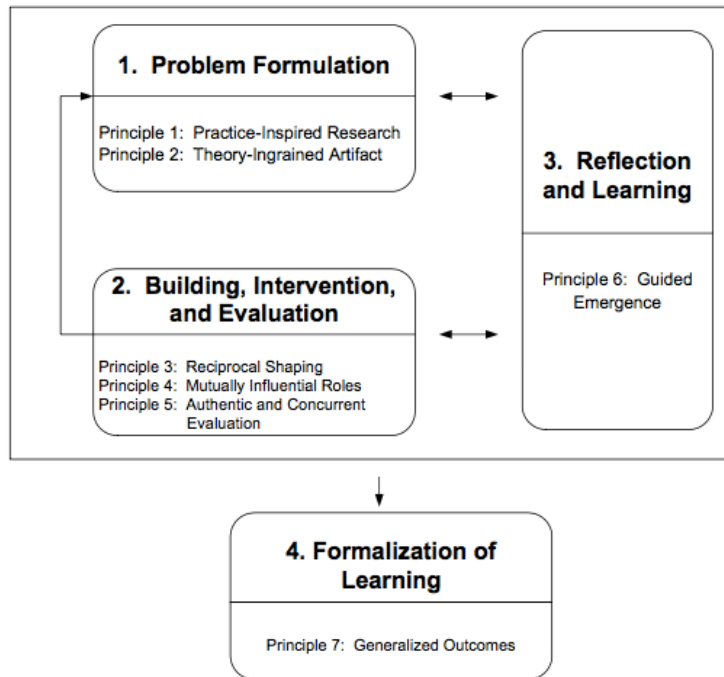 1. Problem Formulation
Principle 1: Practice-Inspired Research
Principle 2: Theory-Ingrained Artifact
2. Building, Intervention,
and Evaluation
Principle 3: Reciprocal Shaping
Principle 4: Mutually Influential Roles
Principle 5: Authentic and Concurrent
Evaluation
3. Reflection
and Learning
Principle 6: Guided
Emergence
4. Formalization of
Learning
Principle 7: Generalized Outcomes